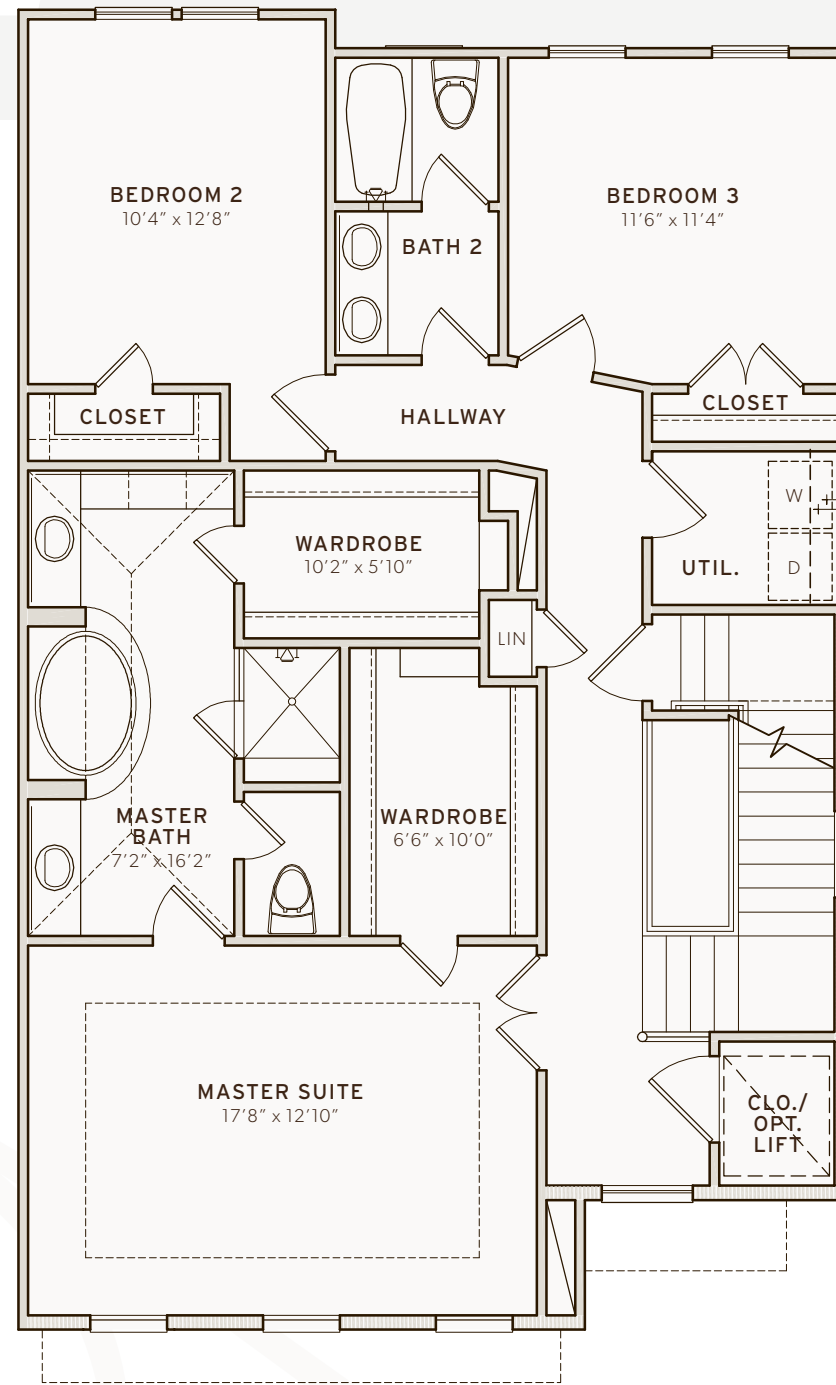 BEDROOM 2
10'4" x 12'8"
BEDROOM 3
11'6" x 11'4"
BATH 2
CLOSET
HALLWAY
CLOSET
W
WARDROBE
10'2" x 5'10"
UTIL.
D
LIN
MASTER
BATH
7'2" x 16'2"
WARDROBE
6'6" x 10'0"
MASTER SUITE
17'8" x 12'10"
CLO./
OPT.
LIFT